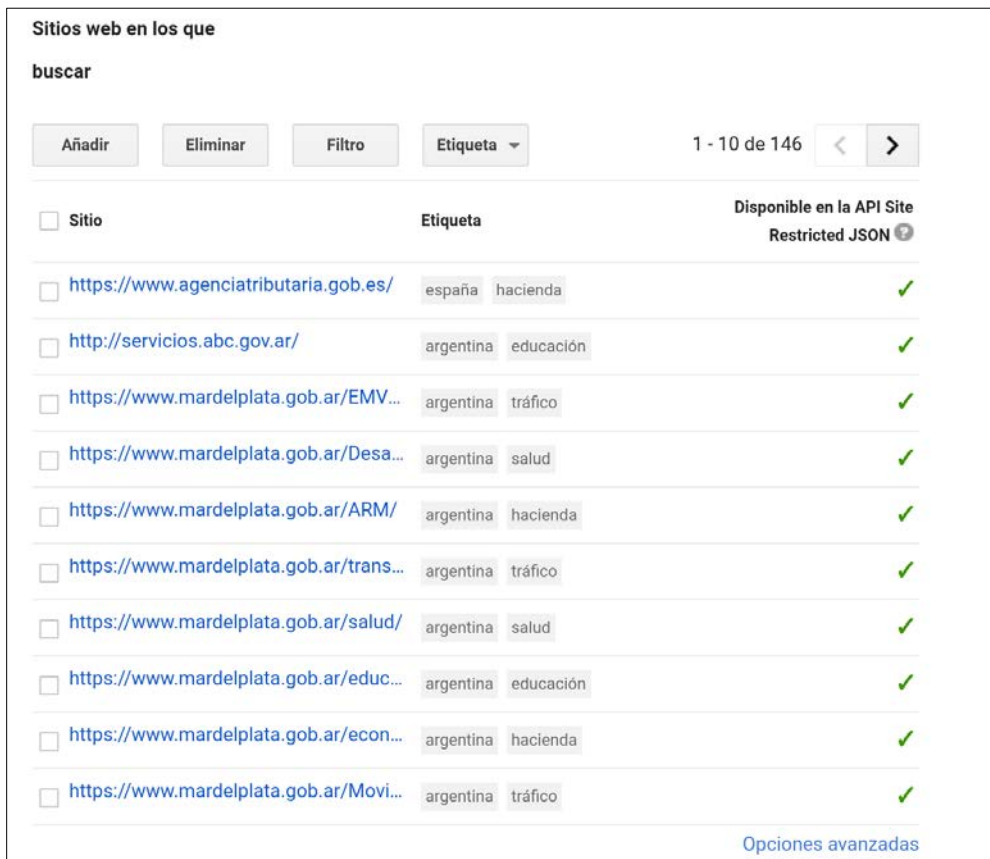 Sitios web en los que
buscar
Añadir Eliminar Filtro Etiqueta 1 - 10 de 146
Sitio Etiqueta Disponible en la API Site
Restricted JSON
https://www.agenciatributaria.gob.es/ españa hacienda
http://servicios.abc.gov.ar/ argentina educación
https://www.mardelplata.gob.ar/EMV... argentina tráfico
https://www.mardelplata.gob.ar/Desa... argentina salud
https://www.mardelplata.gob.ar/ARM/ argentina hacienda
https://www.mardelplata.gob.ar/trans... argentina tráfico
https://www.mardelplata.gob.ar/salud/ argentina salud
https://www.mardelplata.gob.ar/educ... argentina educación
https://www.mardelplata.gob.ar/econ... argentina hacienda
https://www.mardelplata.gob.ar/Movi... argentina tráfico
Opciones avanzadas